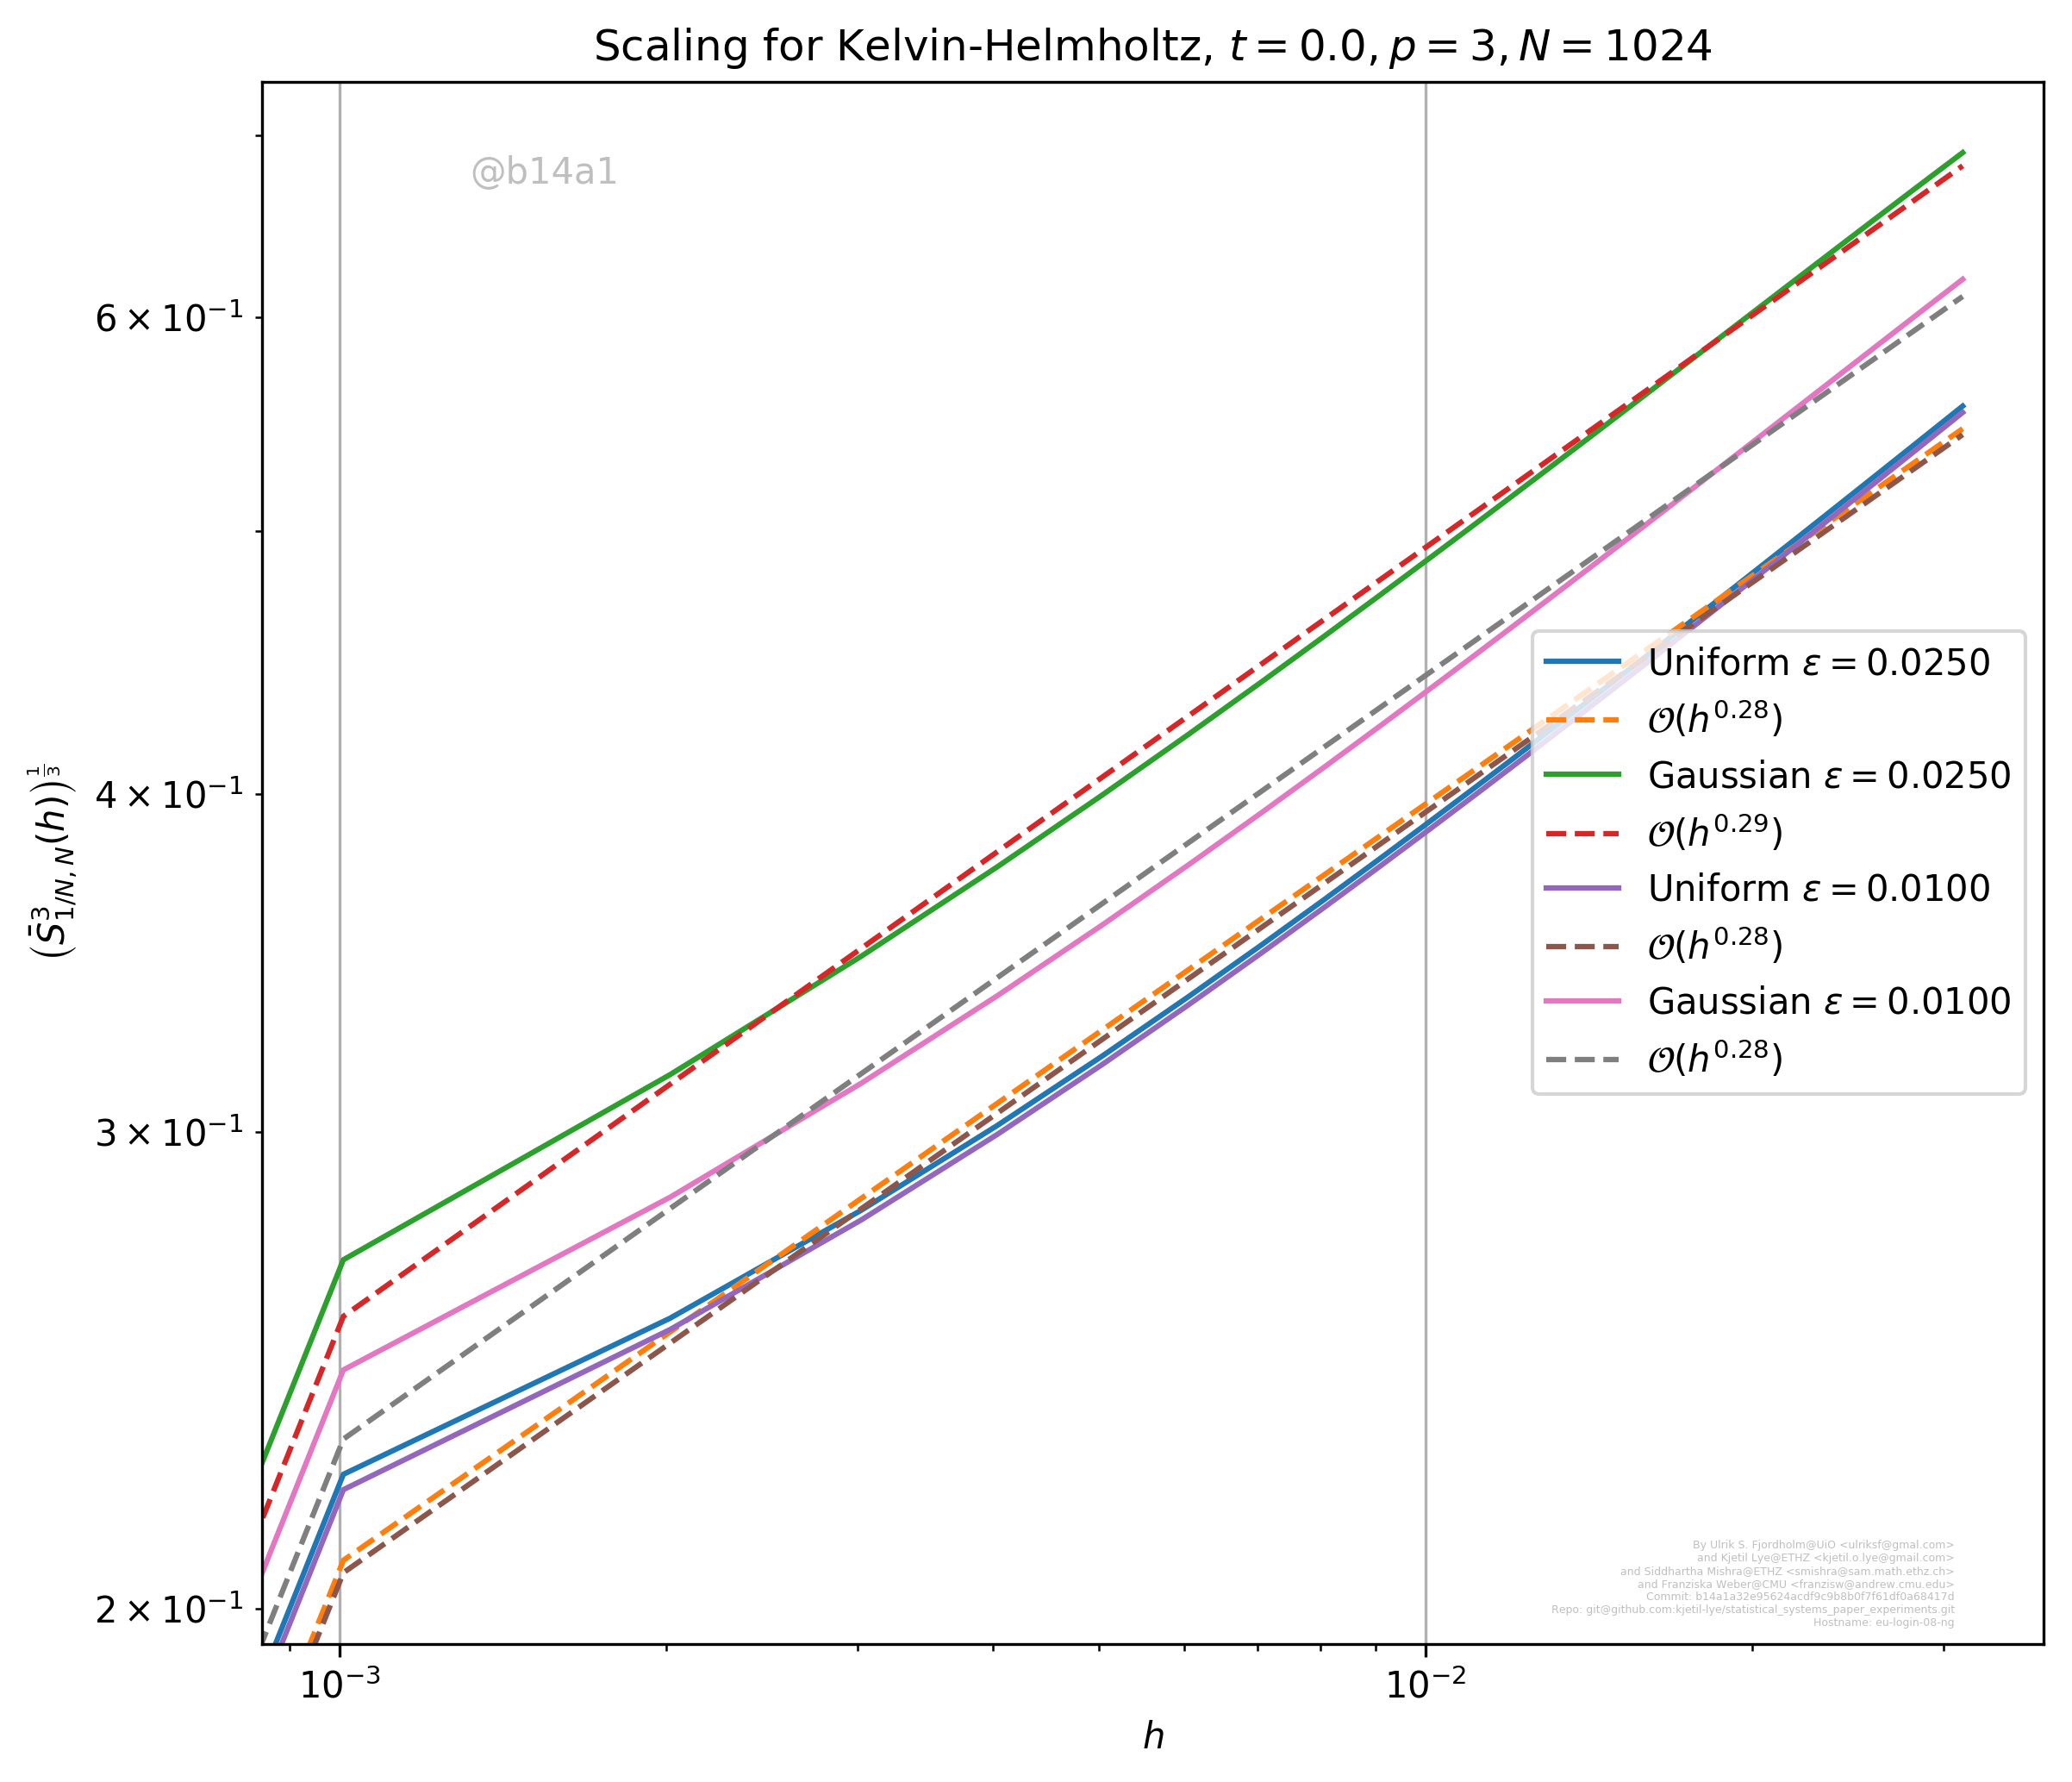 Scaling for Kelvin-Helmholtz, t = 0.0, p = 3, N = 1024
@b14a1
6 × 10⁻¹
4 × 10⁻¹
3 × 10⁻¹
2 × 10⁻¹
(S̄³₁/N, N(h))^(1/3)
Uniform ε = 0.0250
𝒪(h^0.28)
Gaussian ε = 0.0250
𝒪(h^0.29)
Uniform ε = 0.0100
𝒪(h^0.28)
Gaussian ε = 0.0100
𝒪(h^0.28)
By Ulrik S. Fjordholm@UiO <ulriksf@gmal.com>
and Kjetil Lye@ETHZ <kjetil.o.lye@gmail.com>
and Siddhartha Mishra@ETHZ <smishra@sam.math.ethz.ch>
and Franziska Weber@CMU <franzisw@andrew.cmu.edu>
Commit: b14a1a32e95624acdf9c9b8b0f7f61df0a68417d
Repo: git@github.com:kjetil-lye/statistical_systems_paper_experiments.git
Hostname: eu-login-08-ng
10⁻³
10⁻²
h